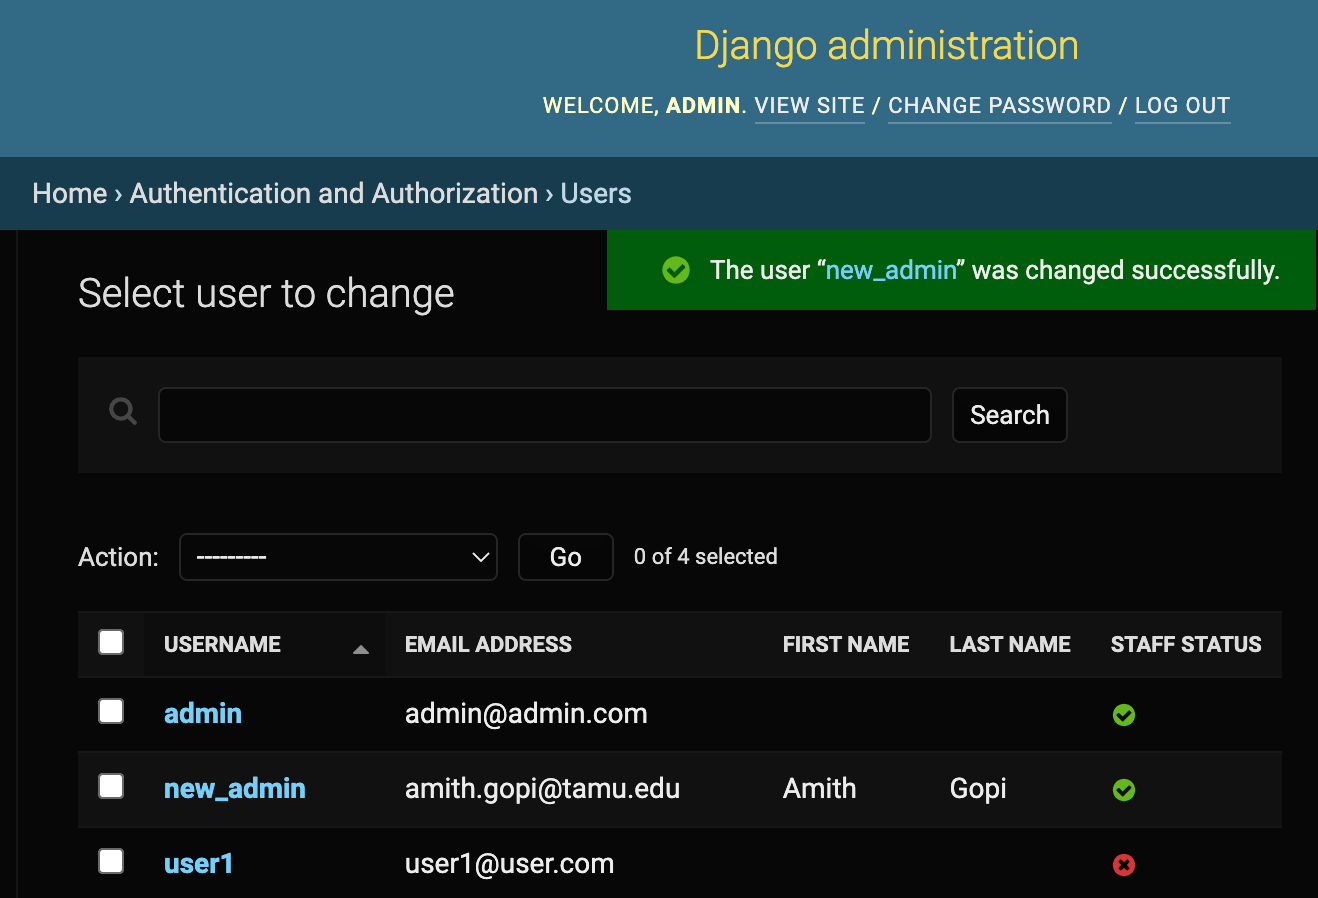 Django administration
WELCOME, ADMIN. VIEW SITE / CHANGE PASSWORD / LOG OUT
Home › Authentication and Authorization › Users
The user “new_admin” was changed successfully.
Select user to change
Search
Action: --------- Go 0 of 4 selected
USERNAME EMAIL ADDRESS FIRST NAME LAST NAME STAFF STATUS
admin admin@admin.com
new_admin amith.gopi@tamu.edu Amith Gopi
user1 user1@user.com